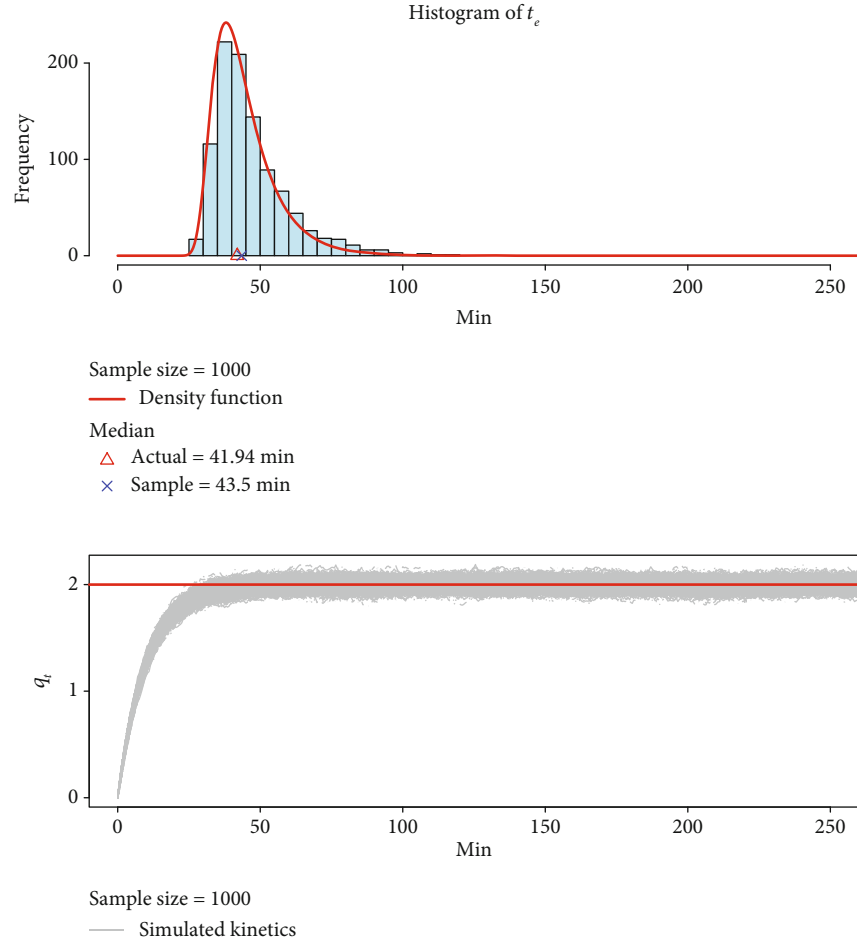 Histogram of t_e
200
100
0
Frequency
0 50 100 150 200 250
Min
Sample size = 1000
Density function
Median
Actual = 41.94 min
Sample = 43.5 min
2
1
0
q_t
0 50 100 150 200 250
Min
Sample size = 1000
Simulated kinetics